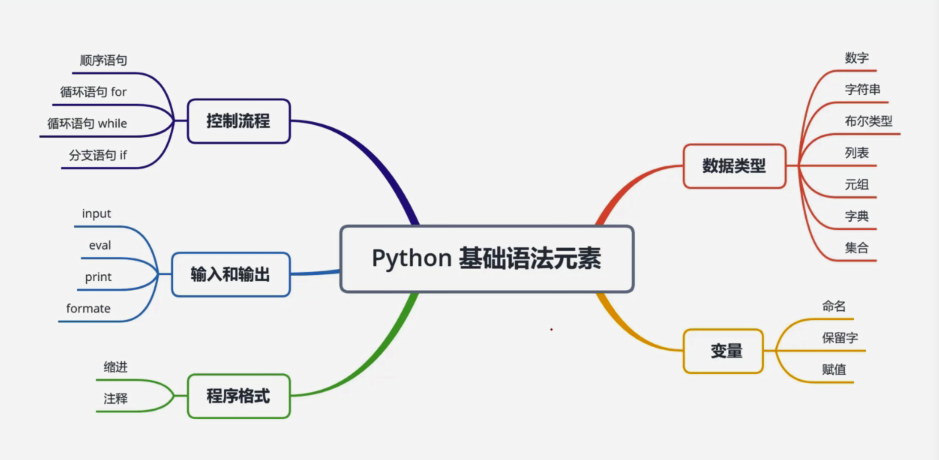 Python 基础语法元素
控制流程
顺序语句
循环语句 for
循环语句 while
分支语句 if
输入和输出
input
eval
print
formate
程序格式
缩进
注释
数据类型
数字
字符串
布尔类型
列表
元组
字典
集合
变量
命名
保留字
赋值